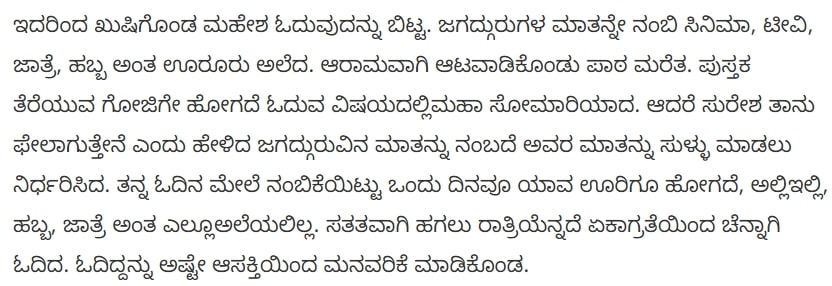 ಇದರಿಂದ ಖುಷಿಗೊಂಡ ಮಹೇಶ ಓದುವುದನ್ನು ಬಿಟ್ಟ. ಜಗದ್ಗುರುಗಳ ಮಾತನ್ನೇ ನಂಬಿ ಸಿನಿಮಾ, ಟೀವಿ,
ಜಾತ್ರೆ, ಹಬ್ಬ ಅಂತ ಊರೂರು ಅಲೆದ. ಆರಾಮವಾಗಿ ಆಟವಾಡಿಕೊಂಡು ಪಾಠ ಮರೆತ. ಪುಸ್ತಕ
ತೆರೆಯುವ ಗೋಜಿಗೇ ಹೋಗದೆ ಓದುವ ವಿಷಯದಲ್ಲಿಮಹಾ ಸೋಮಾರಿಯಾದ. ಆದರೆ ಸುರೇಶ ತಾನು
ಫೇಲಾಗುತ್ತೇನೆ ಎಂದು ಹೇಳಿದ ಜಗದ್ಗುರುವಿನ ಮಾತನ್ನು ನಂಬದೆ ಅವರ ಮಾತನ್ನು ಸುಳ್ಳು ಮಾಡಲು
ನಿರ್ಧರಿಸಿದ. ತನ್ನ ಓದಿನ ಮೇಲೆ ನಂಬಿಕೆಯಿಟ್ಟು ಒಂದು ದಿನವೂ ಯಾವ ಊರಿಗೂ ಹೋಗದೆ, ಅಲ್ಲಿಇಲ್ಲಿ,
ಹಬ್ಬ, ಜಾತ್ರೆ ಅಂತ ಎಲ್ಲೂಅಲೆಯಲಿಲ್ಲ. ಸತತವಾಗಿ ಹಗಲು ರಾತ್ರಿಯೆನ್ನದೆ ಏಕಾಗ್ರತೆಯಿಂದ ಚೆನ್ನಾಗಿ
ಓದಿದ. ಓದಿದ್ದನ್ನು ಅಷ್ಟೇ ಆಸಕ್ತಿಯಿಂದ ಮನವರಿಕೆ ಮಾಡಿಕೊಂಡ.